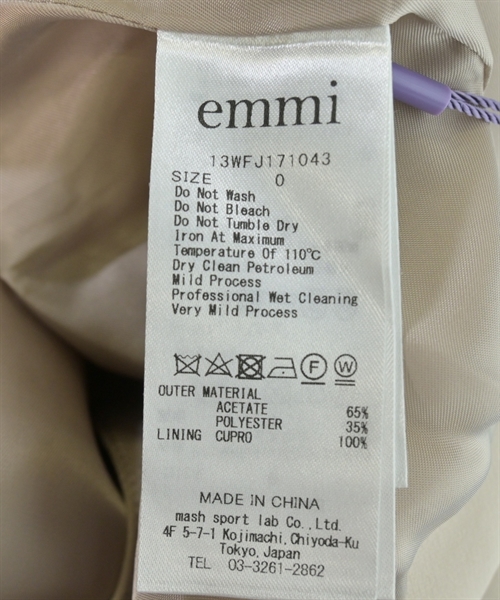 emmi
13WFJ171043
SIZE 0
Do Not Wash
Do Not Bleach
Do Not Tumble Dry
Iron At Maximum
Temperature Of 110℃
Dry Clean Petroleum
Mild Process
Professional Wet Cleaning
Very Mild Process
F W
OUTER MATERIAL
ACETATE 65%
POLYESTER 35%
LINING CUPRO 100%
MADE IN CHINA
mash sport lab Co.,Ltd.
4F 5-7-1 Kojimachi,Chiyoda-Ku
Tokyo,Japan
TEL 03-3261-2862